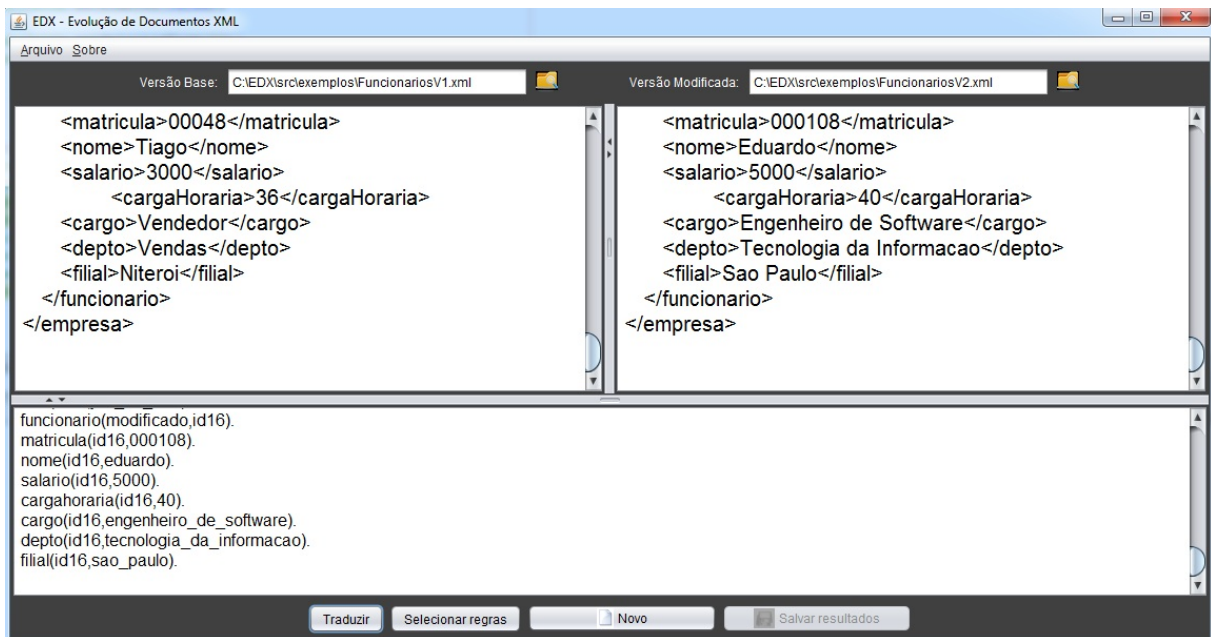 EDX - Evolução de Documentos XML
Arquivo Sobre
Versão Base: C:\EDX\src\exemplos\FuncionariosV1.xml
Versão Modificada: C:\EDX\src\exemplos\FuncionariosV2.xml
<matricula>00048</matricula>
<nome>Tiago</nome>
<salario>3000</salario>
<cargaHoraria>36</cargaHoraria>
<cargo>Vendedor</cargo>
<depto>Vendas</depto>
<filial>Niteroi</filial>
</funcionario>
</empresa>
<matricula>000108</matricula>
<nome>Eduardo</nome>
<salario>5000</salario>
<cargaHoraria>40</cargaHoraria>
<cargo>Engenheiro de Software</cargo>
<depto>Tecnologia da Informacao</depto>
<filial>Sao Paulo</filial>
</funcionario>
</empresa>
funcionario(modificado,id16).
matricula(id16,000108).
nome(id16,eduardo).
salario(id16,5000).
cargahoraria(id16,40).
cargo(id16,engenheiro_de_software).
depto(id16,tecnologia_da_informacao).
filial(id16,sao_paulo).
Traduzir Selecionar regras Novo Salvar resultados